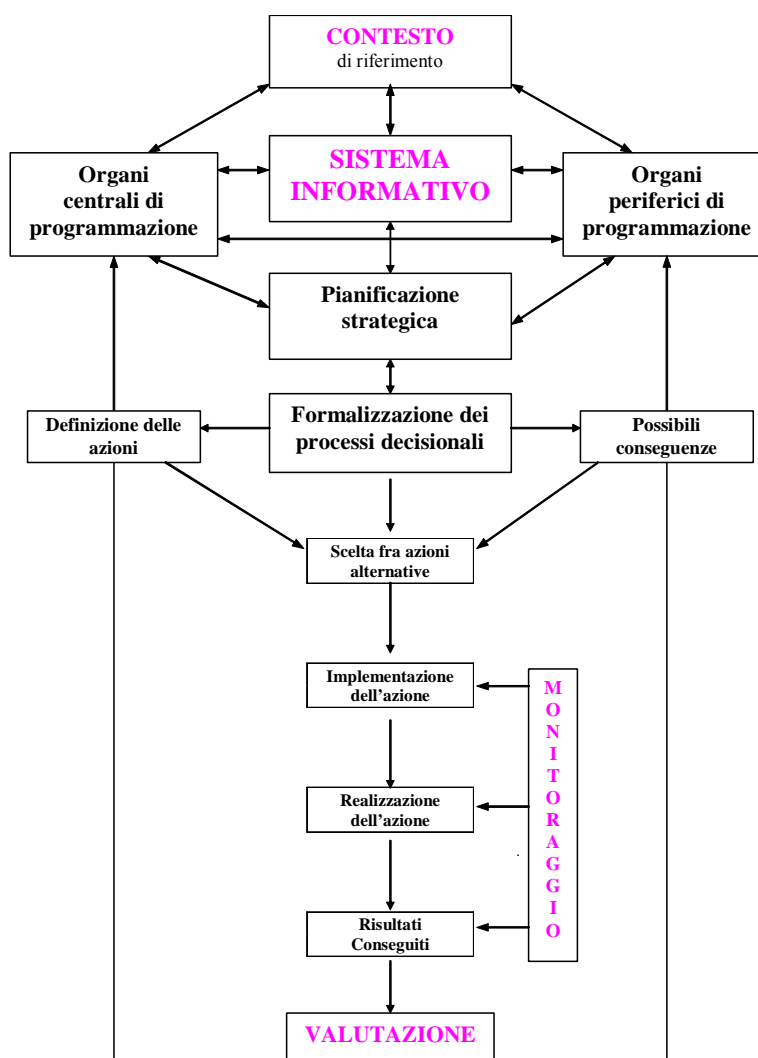 CONTESTO
di riferimento
SISTEMA
INFORMATIVO
Organi
centrali di
programmazione
Organi
periferici di
programmazione
Pianificazione
strategica
Formalizzazione dei
processi decisionali
Definizione delle
azioni
Possibili
conseguenze
Scelta fra azioni
alternative
Implementazione
dell’azione
Realizzazione
dell’azione
Risultati
Conseguiti
M
O
N
I
T
O
R
A
G
G
I
O
VALUTAZIONE